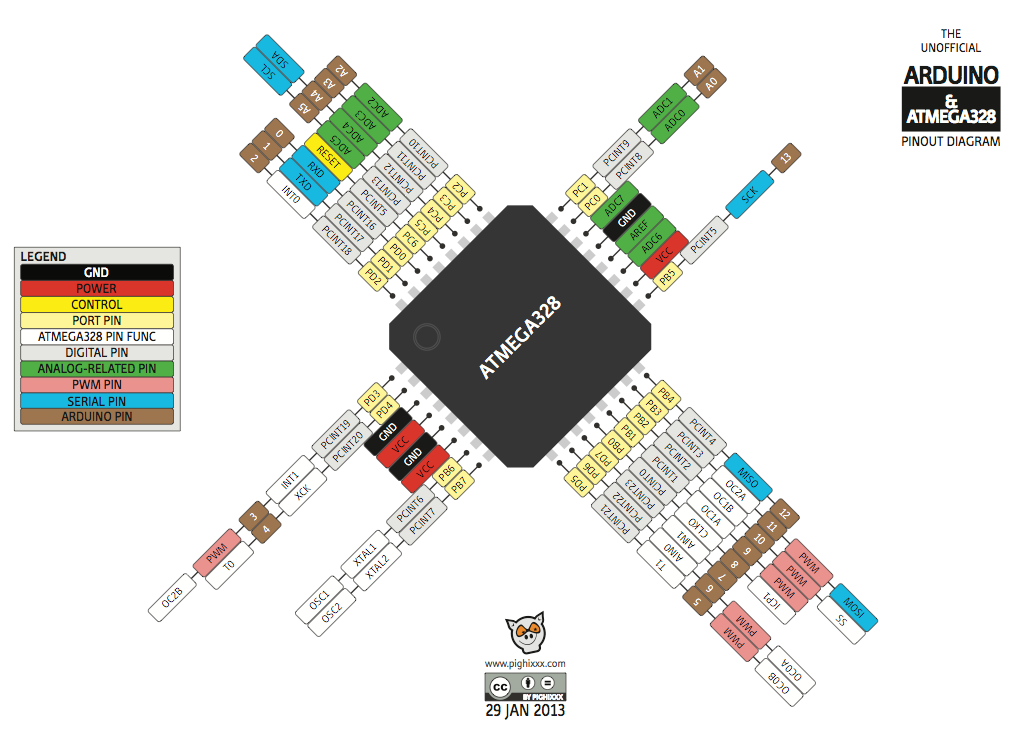 THE
UNOFFICIAL
ARDUINO
&
ATMEGA328
PINOUT DIAGRAM
LEGEND
GND
POWER
CONTROL
PORT PIN
ATMEGA328 PIN FUNC
DIGITAL PIN
ANALOG-RELATED PIN
PWM PIN
SERIAL PIN
ARDUINO PIN
ATMEGA328
SDA A2 ADC2 PCINT10 PC2
SCL A3 ADC3 PCINT11 PC3
A4 ADC4 PCINT12 PC4
A5 ADC5 PCINT13 PC5
RESET PCINT5 PC6
0 RXD PCINT16 PD0
1 TXD PCINT17 PD1
2 INT0 PCINT18 PD2
PC1 PCINT9 ADC1 A1
PC0 PCINT8 ADC0 A0
ADC7
GND
AREF
ADC6
VCC
PB5 PCINT5 SCK 13
PD3 PCINT19 INT1 3 PWM OC2B
PD4 PCINT20 XCK 4 T0
GND
VCC
GND
VCC
PB6 PCINT6 XTAL1 OSC1
PB7 PCINT7 XTAL2 OSC2
PB4 PCINT4 MISO 12
PB3 PCINT3 OC2A 11 PWM MOSI
PB2 PCINT2 OC1B 10 PWM SS
PB1 PCINT1 OC1A 9 PWM
PB0 PCINT0 CLKO 8 ICP1
PB7 PCINT23 AIN1 7
PD6 PCINT22 AIN0 6 PWM OC0A
PD5 PCINT21 T1 5 PWM OC0B
www.pighixxx.com
cc
BY PIGHIXXX
29 JAN 2013